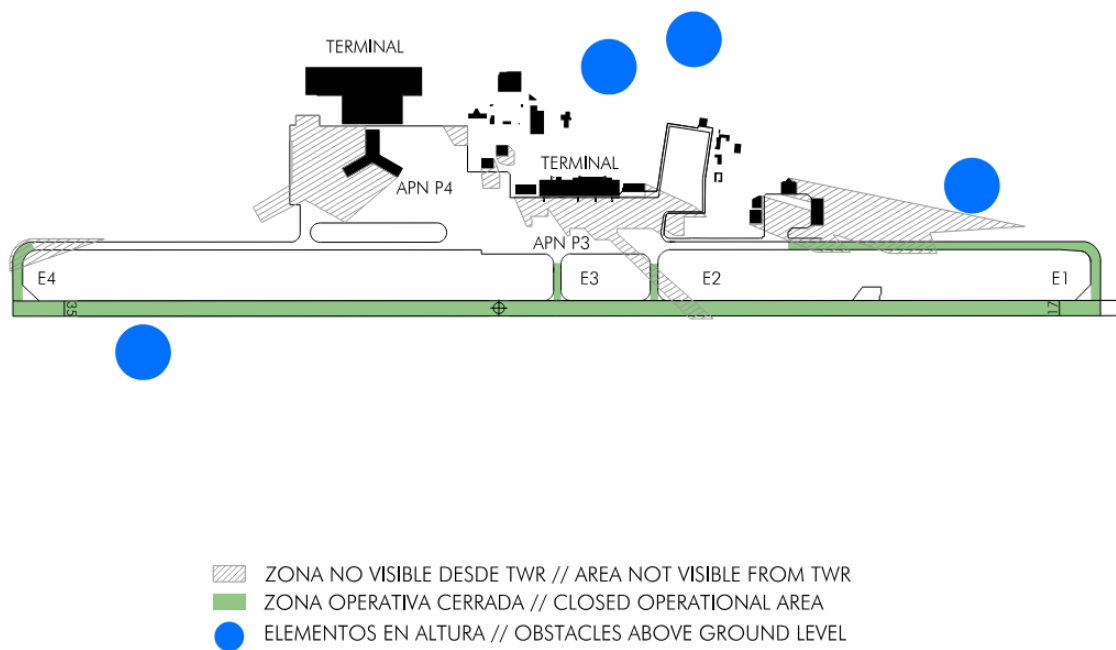 TERMINAL
TERMINAL
APN P4
APN P3
E4
E3
E2
E1
35
17
ZONA NO VISIBLE DESDE TWR // AREA NOT VISIBLE FROM TWR
ZONA OPERATIVA CERRADA // CLOSED OPERATIONAL AREA
ELEMENTOS EN ALTURA // OBSTACLES ABOVE GROUND LEVEL